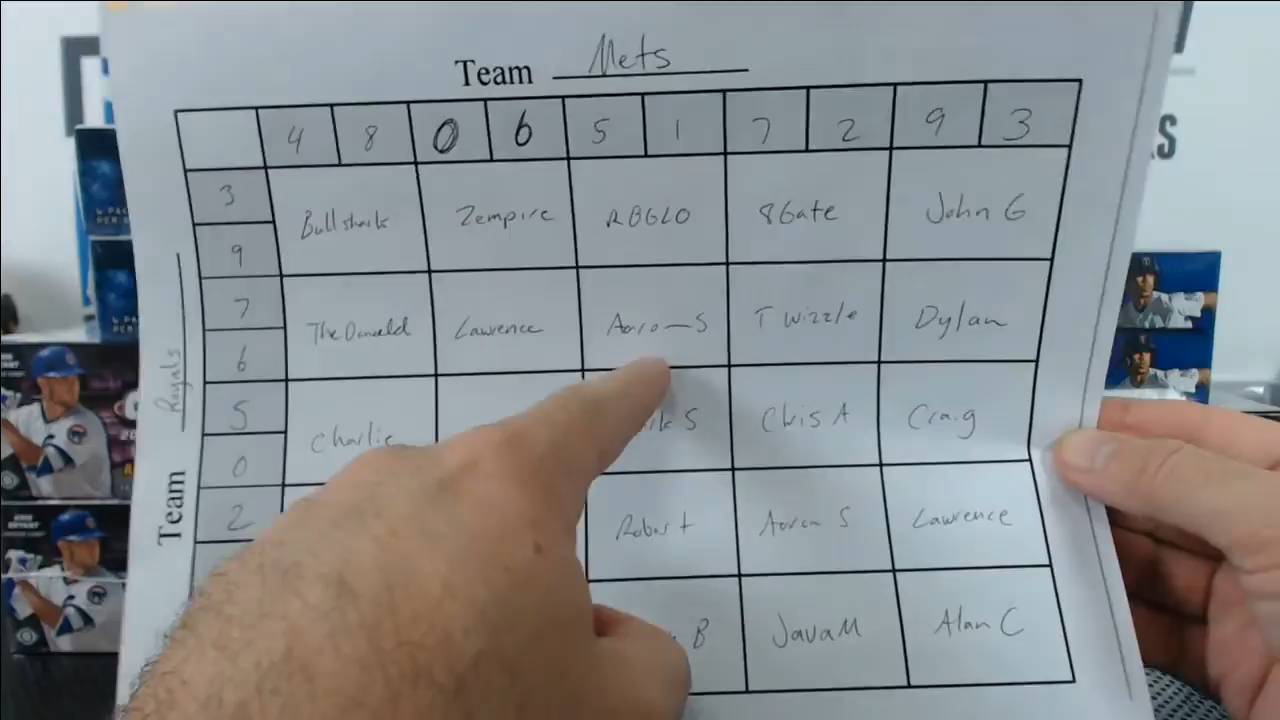 Team Mets
4 8 0 6 5 1 7 2 9 3
3
Bullshark Zempire RBGLO 8Gate John G
9
7
The Donald Lawrence Aaron S Twizzle Dylan
6
5
Charlie S Chris A Craig
0
2
Robert Aaron S Lawrence
B JavaM Alan C
Team Royals